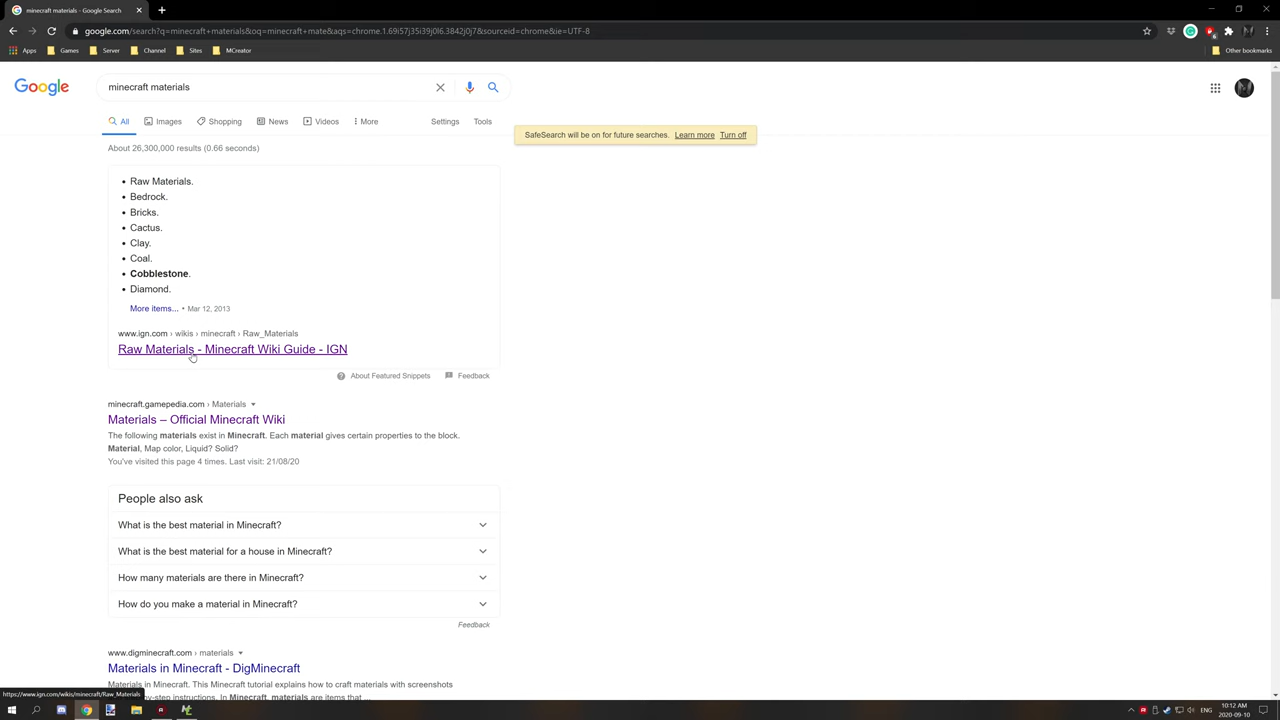 minecraft materials - Google Search
google.com/search?q=minecraft+materials&oq=minecraft+mate&aqs=chrome.1.69i57j35i39j0l6.3842j0j7&sourceid=chrome&ie=UTF-8
Apps Games Server Channel Sites MCreator Other bookmarks
Google
minecraft materials
All Images Shopping News Videos More Settings Tools
SafeSearch will be on for future searches. Learn more Turn off
About 26,300,000 results (0.66 seconds)
• Raw Materials.
• Bedrock.
• Bricks.
• Cactus.
• Clay.
• Coal.
• Cobblestone.
• Diamond.
More items... • Mar 12, 2013
www.ign.com › wikis › minecraft › Raw_Materials
Raw Materials - Minecraft Wiki Guide - IGN
About Featured Snippets Feedback
minecraft.gamepedia.com › Materials
Materials – Official Minecraft Wiki
The following materials exist in Minecraft. Each material gives certain properties to the block.
Material, Map color, Liquid? Solid?
You've visited this page 4 times. Last visit: 21/08/20
People also ask
What is the best material in Minecraft?
What is the best material for a house in Minecraft?
How many materials are there in Minecraft?
How do you make a material in Minecraft?
Feedback
www.digminecraft.com › materials
Materials in Minecraft - DigMinecraft
Materials in Minecraft. This Minecraft tutorial explains how to craft materials with screenshots
by-step instructions. In Minecraft, materials are items that ...
https://www.ign.com/wikis/minecraft/Raw_Materials
ENG
10:12 AM
2020-09-10